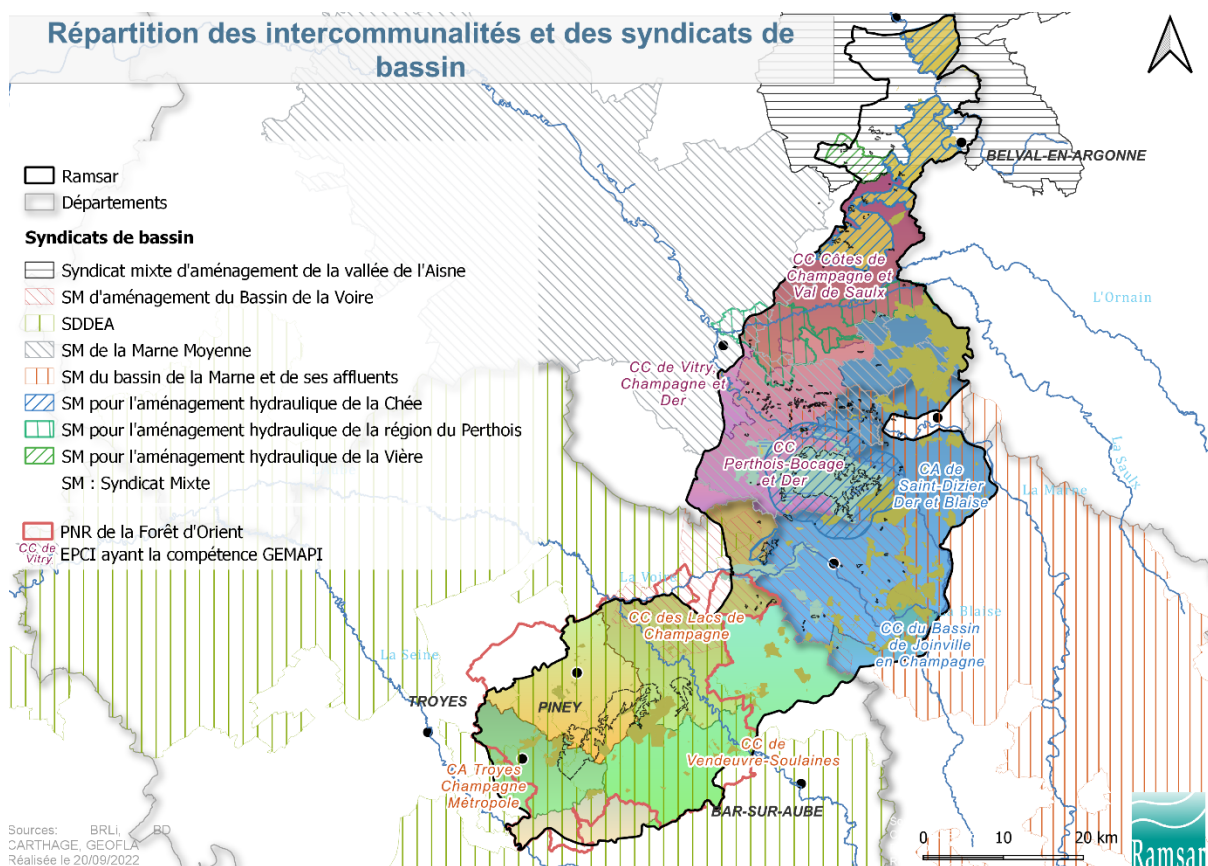 Répartition des intercommunalités et des syndicats de
bassin
Ramsar
Départements
Syndicats de bassin
Syndicat mixte d'aménagement de la vallée de l'Aisne
SM d'aménagement du Bassin de la Voire
SDDEA
SM de la Marne Moyenne
SM du bassin de la Marne et de ses affluents
SM pour l'aménagement hydraulique de la Chée
SM pour l'aménagement hydraulique de la région du Perthois
SM pour l'aménagement hydraulique de la Vière
SM : Syndicat Mixte
PNR de la Forêt d'Orient
CC de
Vitry
EPCI ayant la compétence GEMAPI
BELVAL-EN-ARGONNE
CC Côtes de
Champagne et
Val de Saulx
L'Ornain
CC de Vitry,
Champagne et
Der
CC
Perthois-Bocage
et Der
CA de
Saint-Dizier
Der et Blaise
La Saulx
La Marne
La Voire
CC des Lacs de
Champagne
Blaise
CC du Bassin
de Joinville
en Champagne
La Seine
TROYES
PINEY
CC de
Vendeuvre-Soulaines
CA Troyes
Champagne
Métropole
BAR-SUR-AUBE
Sources: BRLi, BD
CARTHAGE, GEOFLA
Réalisée le 20/09/2022
0 10 20 km
Ramsar